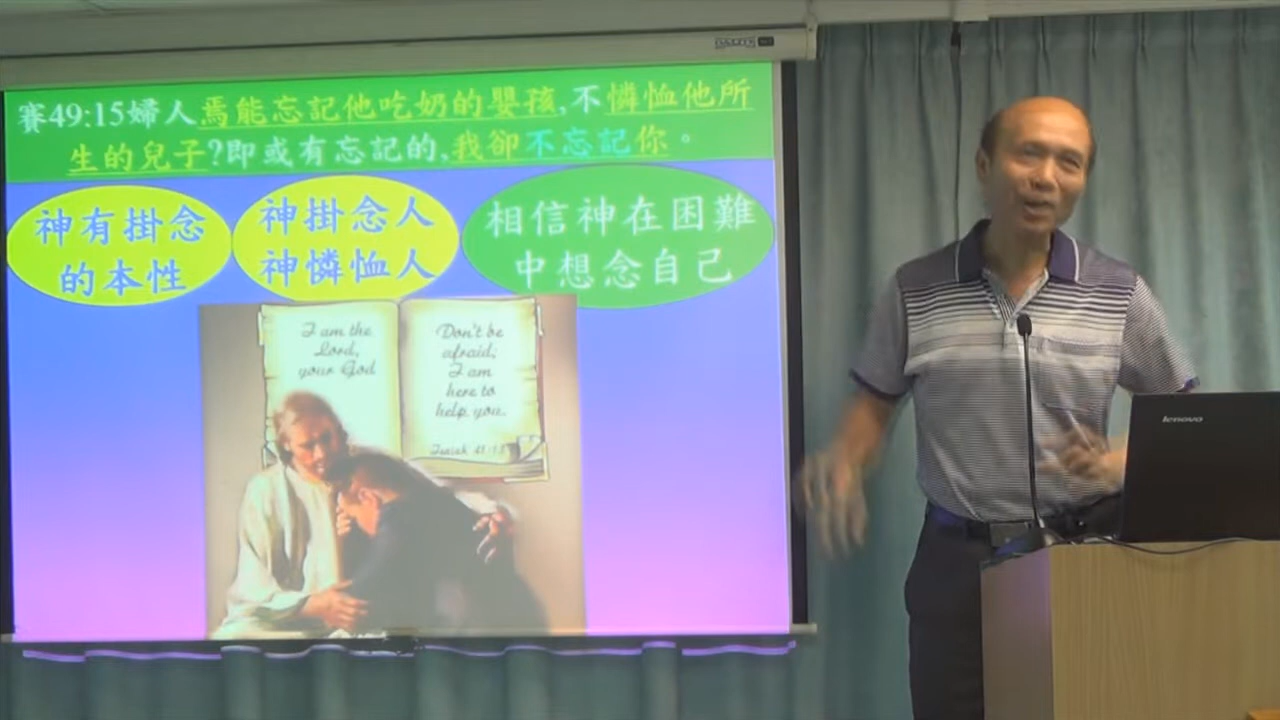 賽49:15婦人焉能忘記他吃奶的嬰孩,不憐恤他所
生的兒子?即或有忘記的,我卻不忘記你。
神有掛念
的本性
神掛念人
神憐恤人
相信神在困難
中想念自己
I am the
Lord,
your God
Don't be
afraid;
I am
here to
help you.
Isaiah 41:13
lenovo